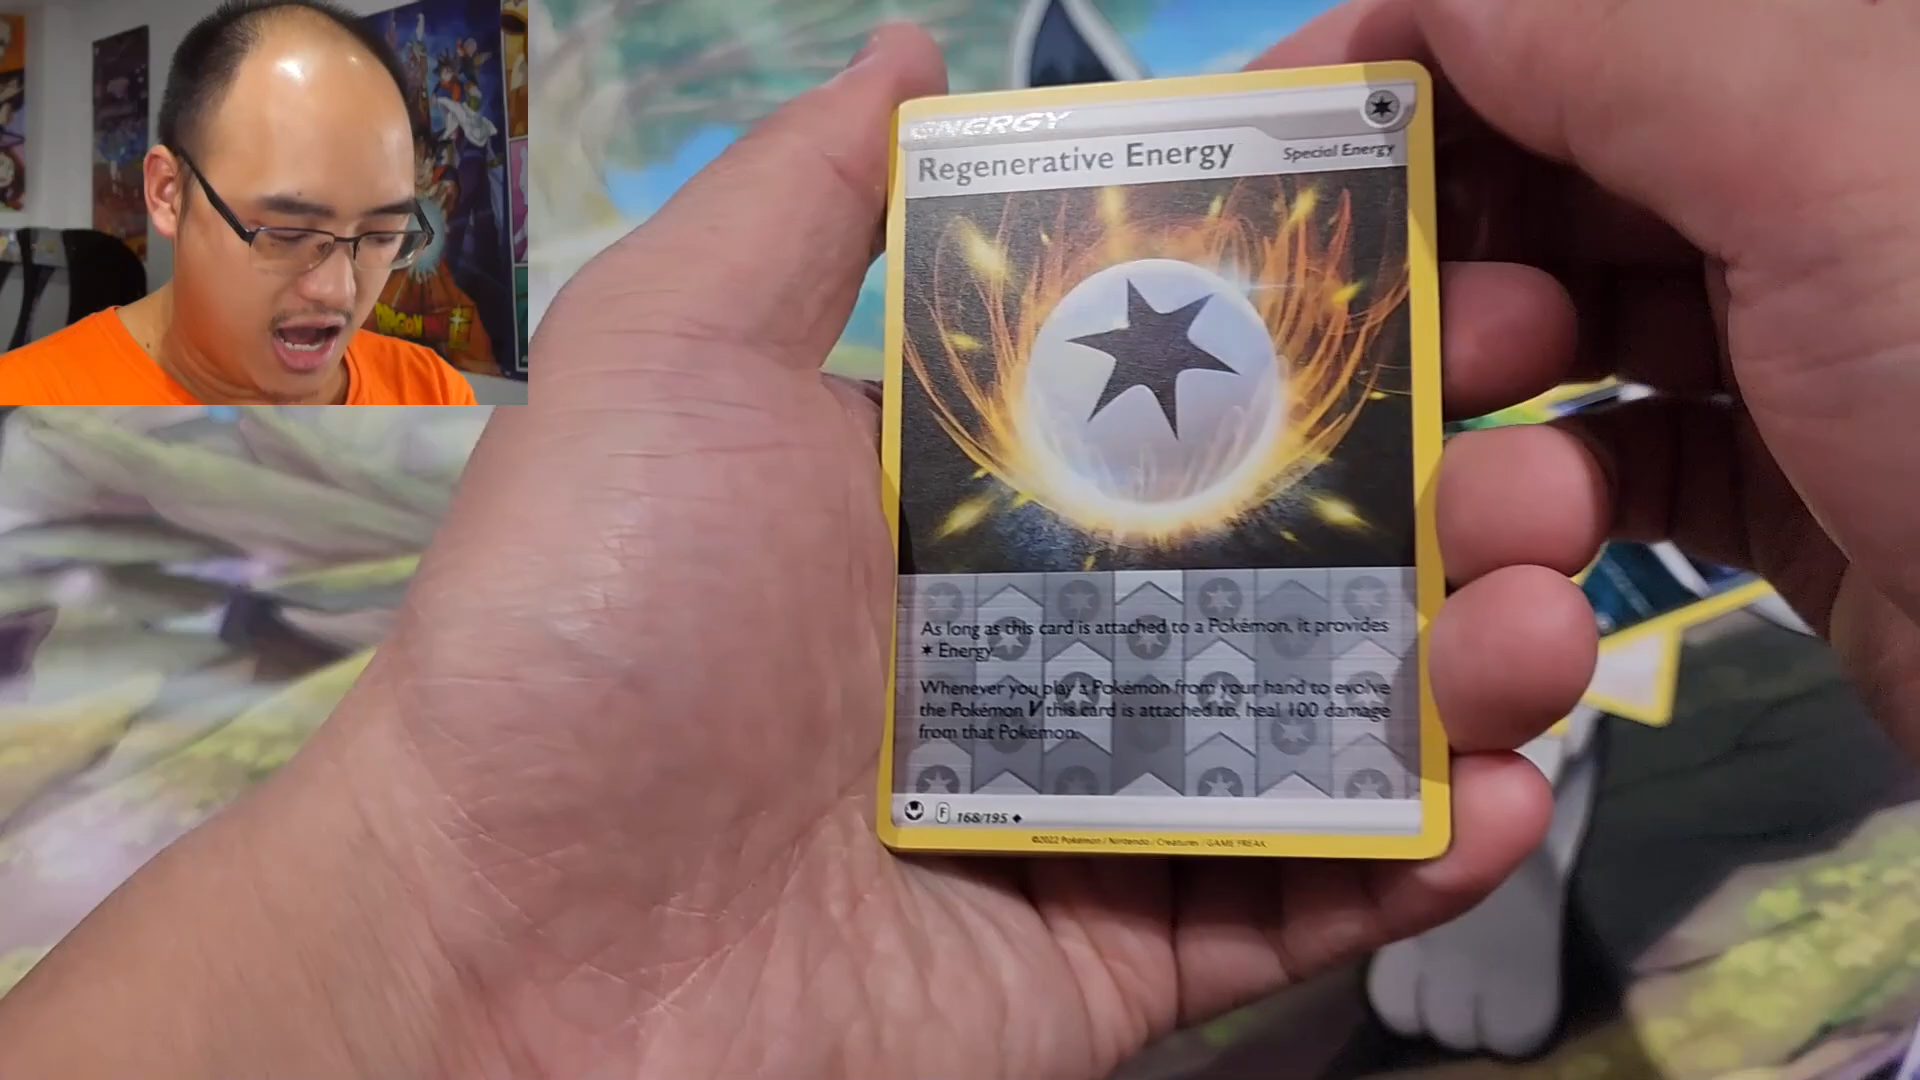 DRAGON
ENERGY
Regenerative Energy
Special Energy
As long as this card is attached to a Pokémon, it provides
✶ Energy.
Whenever you play a Pokémon from your hand to evolve
the Pokémon V this card is attached to, heal 100 damage
from that Pokémon.
F 168/195 ◆
©2022 Pokémon / Nintendo / Creatures / GAME FREAK